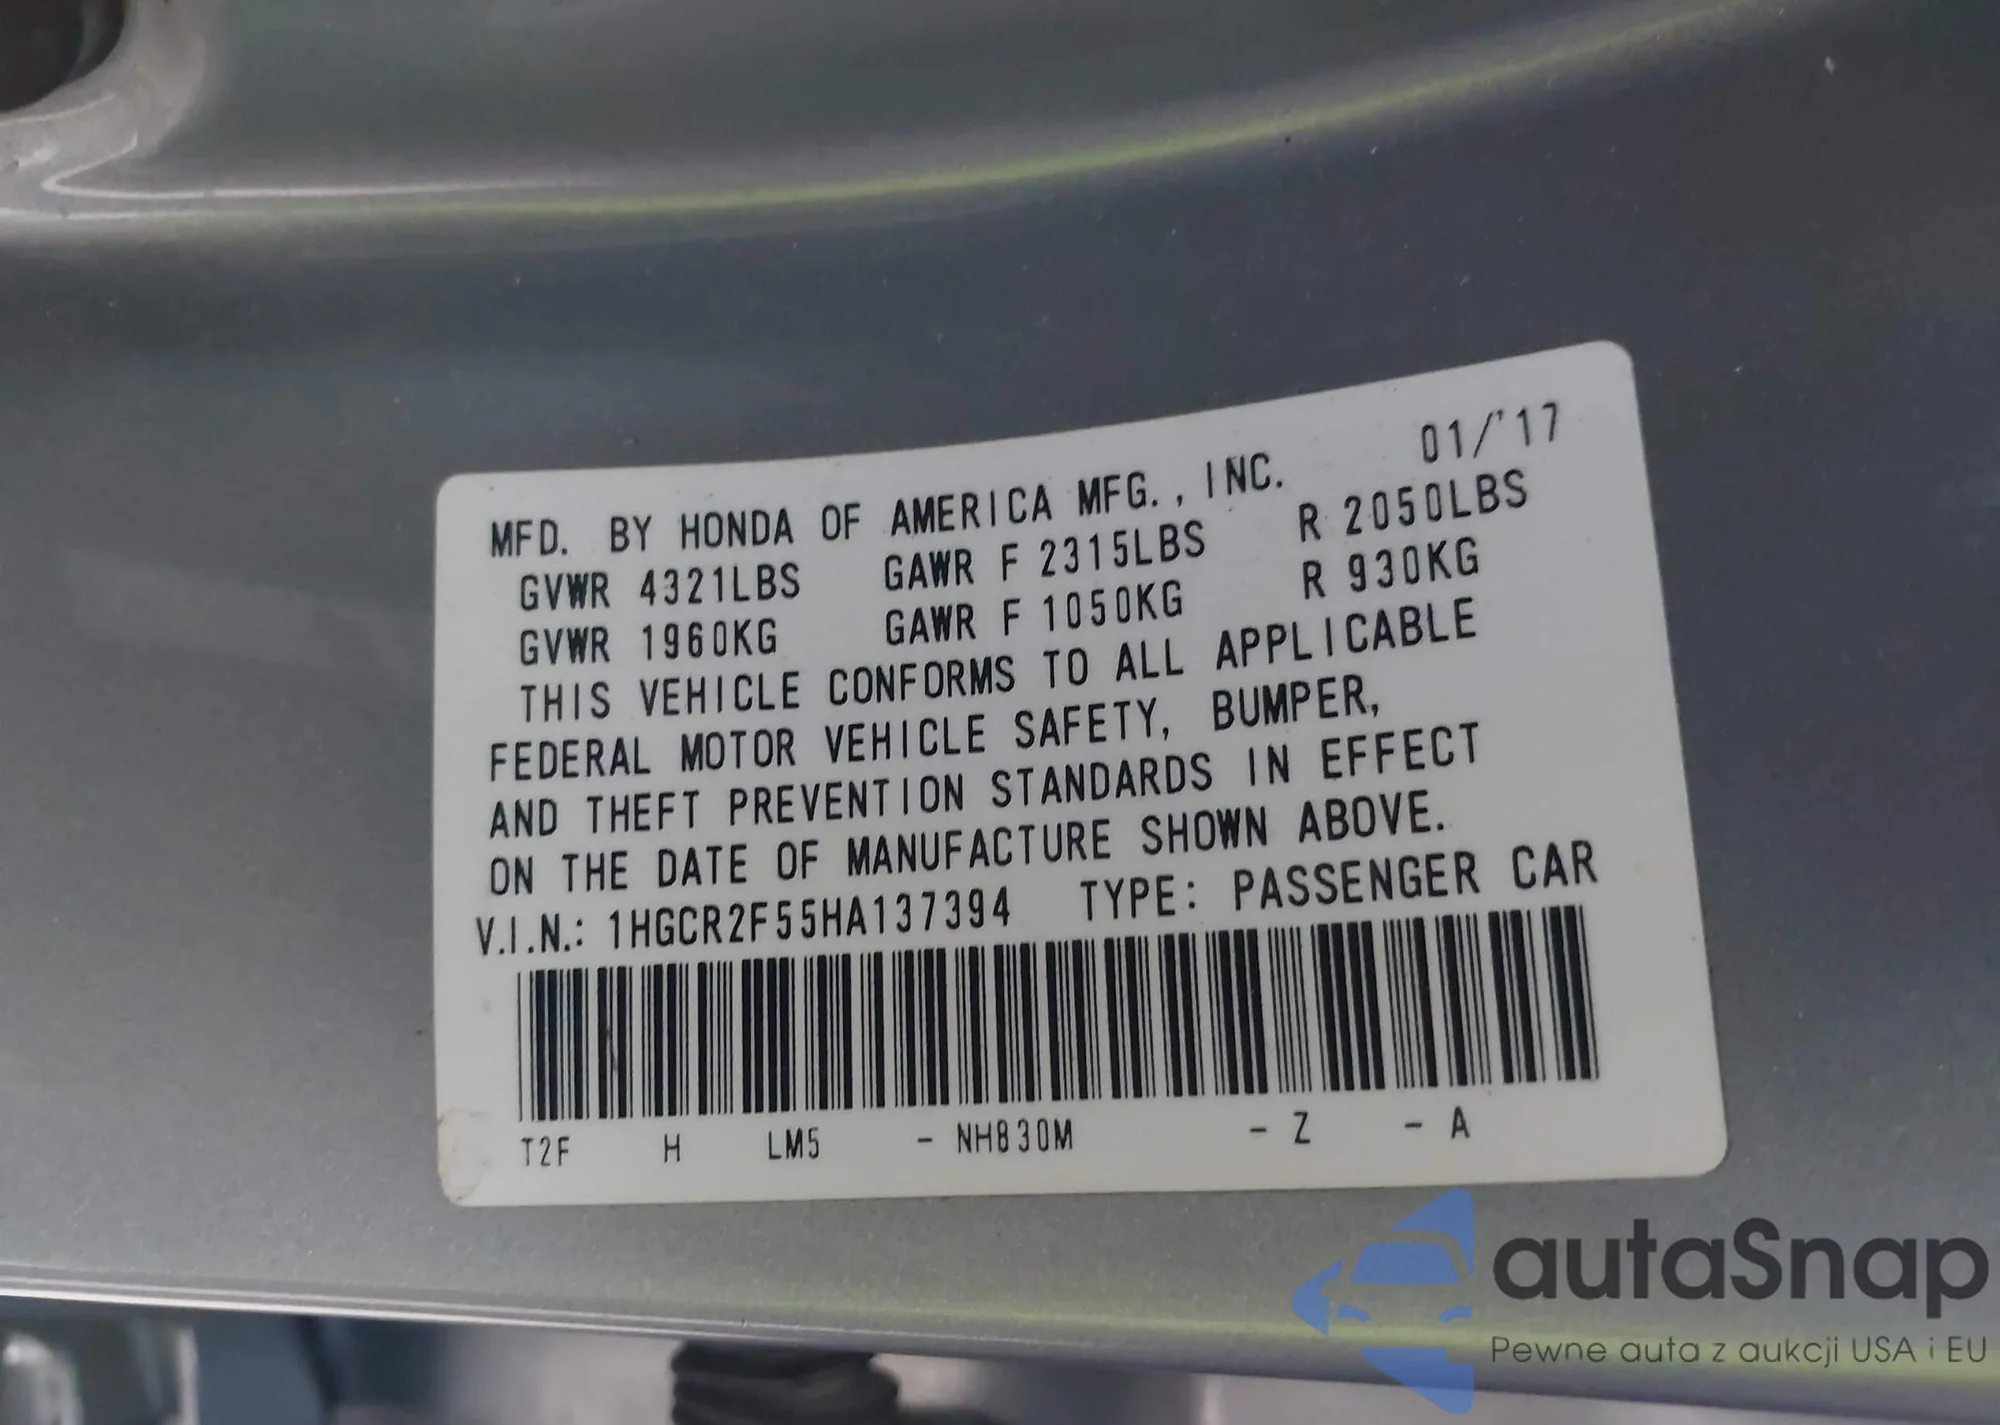 MFD. BY HONDA OF AMERICA MFG., INC. 01/'17
GVWR 4321LBS GAWR F 2315LBS R 2050LBS
GVWR 1960KG GAWR F 1050KG R 930KG
THIS VEHICLE CONFORMS TO ALL APPLICABLE
FEDERAL MOTOR VEHICLE SAFETY, BUMPER,
AND THEFT PREVENTION STANDARDS IN EFFECT
ON THE DATE OF MANUFACTURE SHOWN ABOVE.
V.I.N.: 1HGCR2F55HA137394 TYPE: PASSENGER CAR
T2F H LM5 - NH830M - Z - A
autaSnap
Pewne auta z aukcji USA i EU